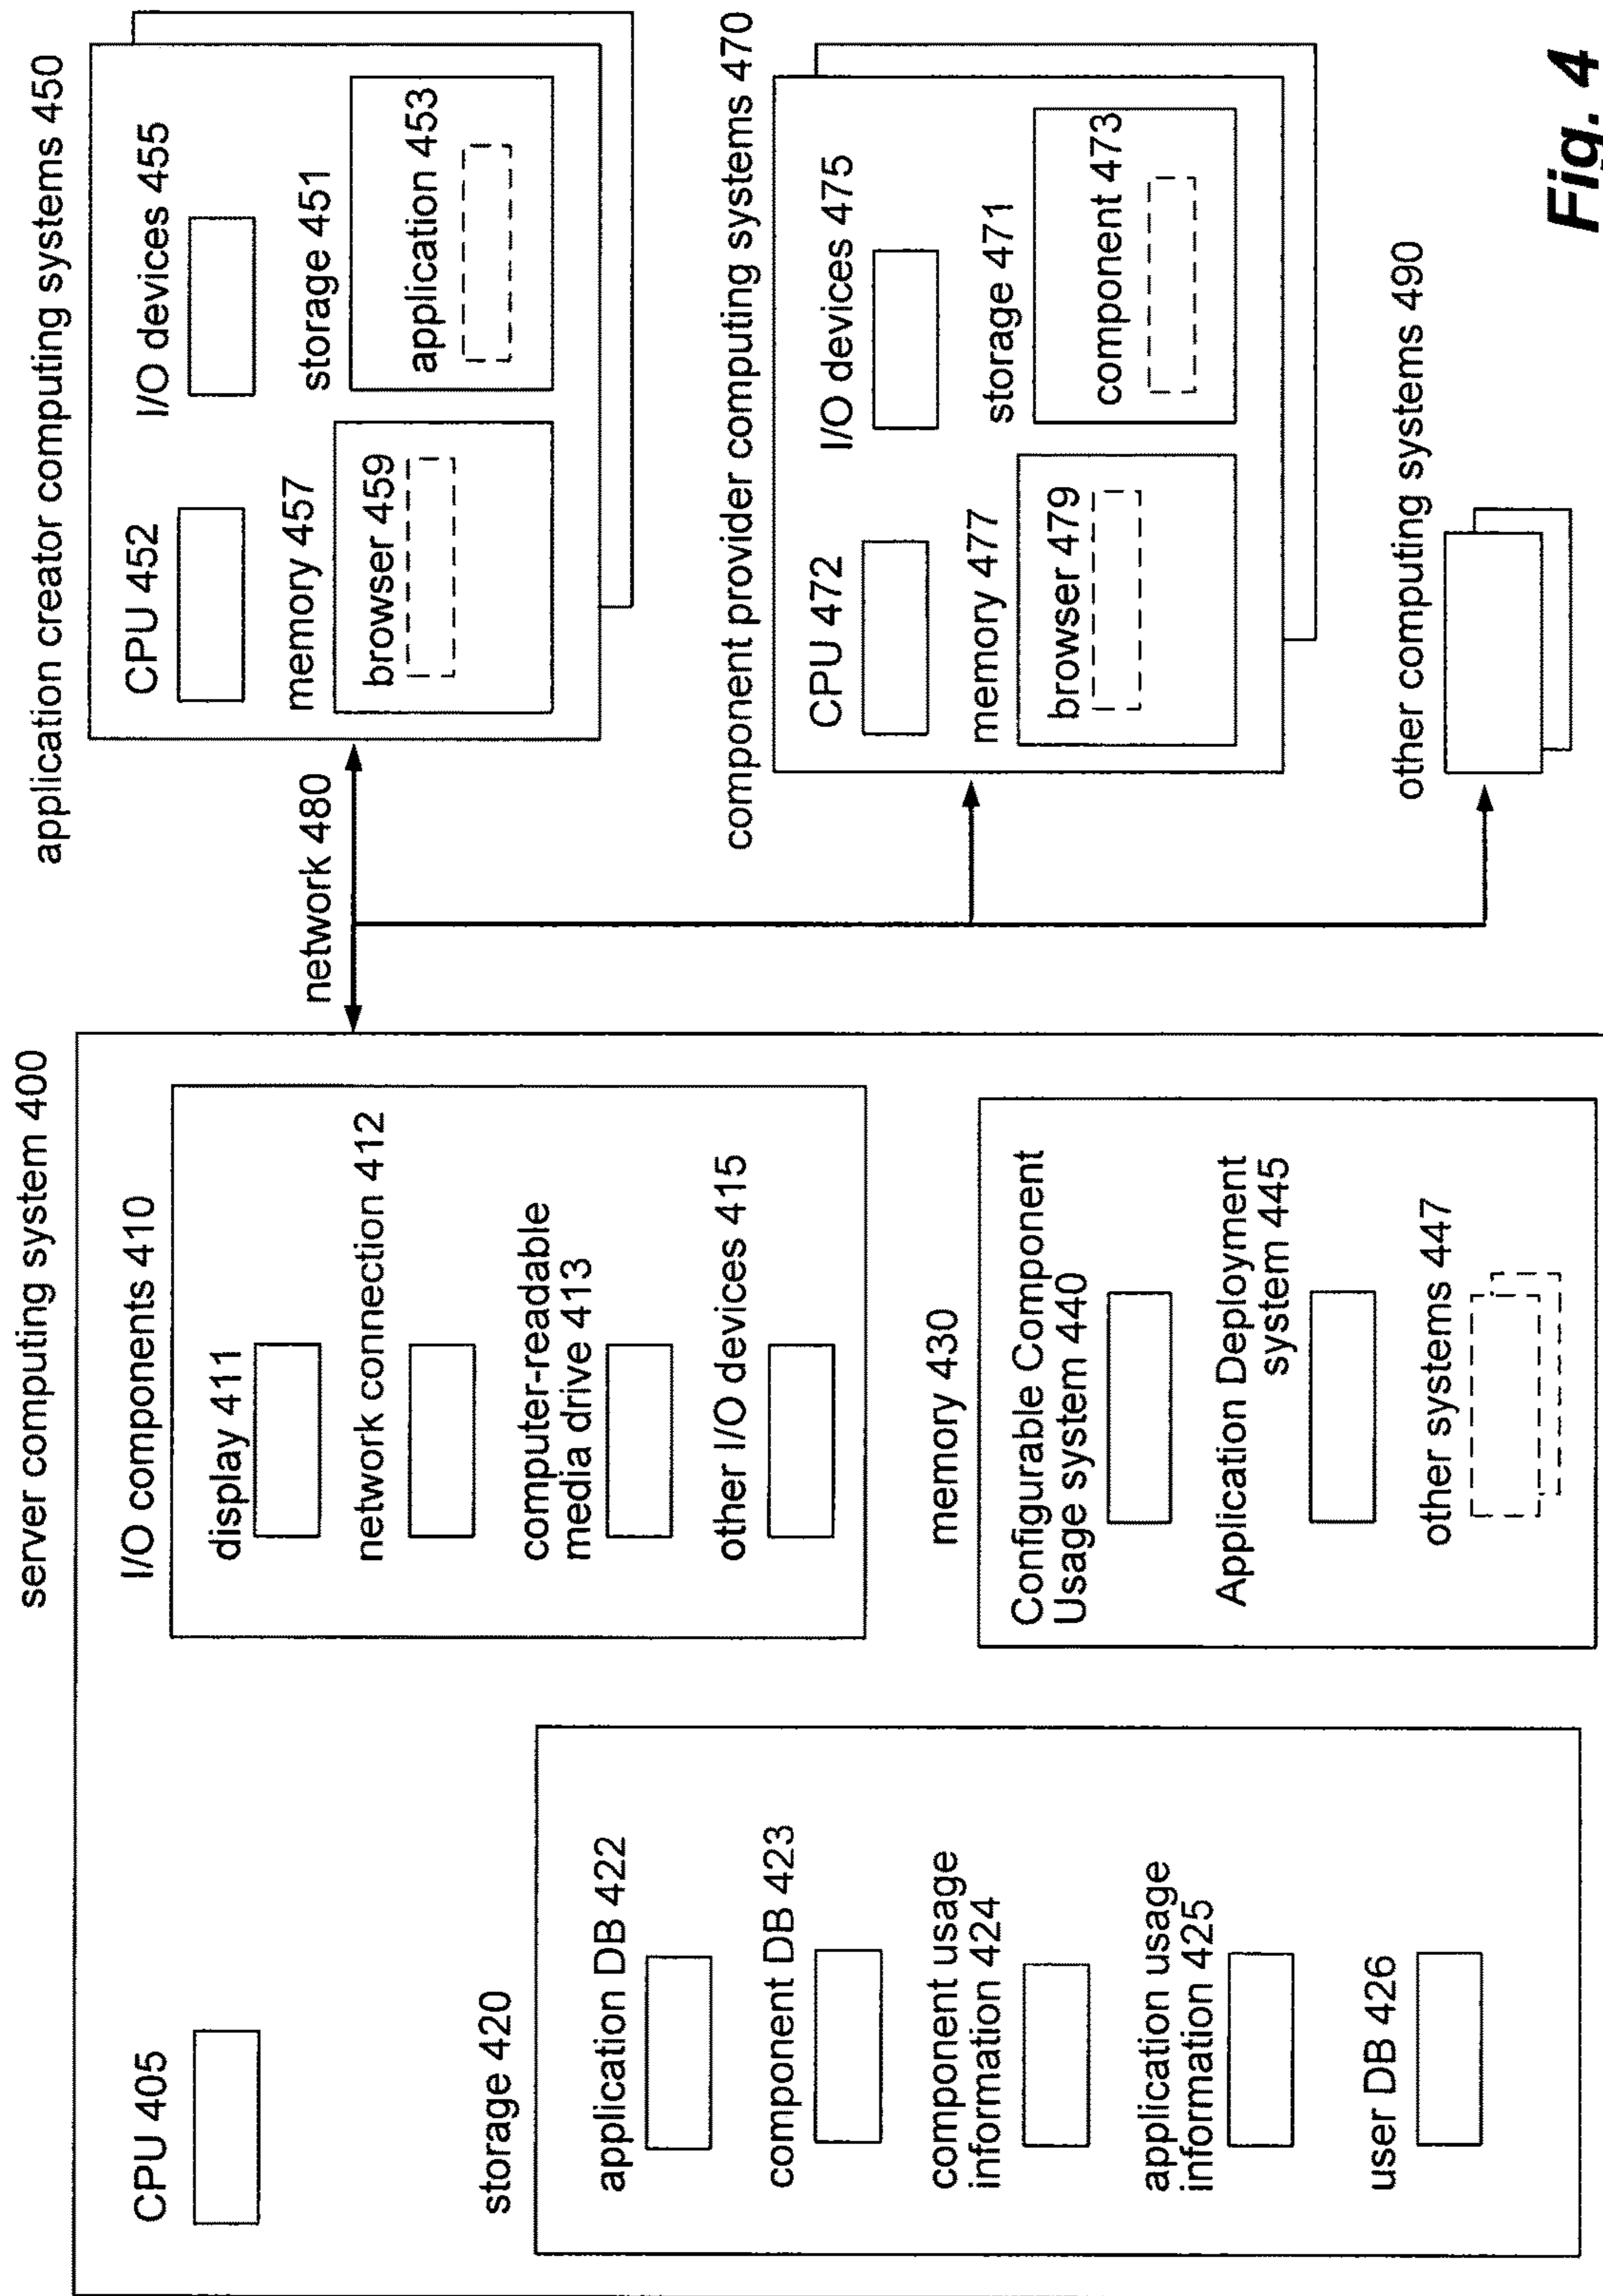 server computing system 400
CPU 405
I/O components 410
display 411
network connection 412
computer-readable
media drive 413
other I/O devices 415
storage 420
application DB 422
component DB 423
component usage
information 424
application usage
information 425
user DB 426
memory 430
Configurable Component
Usage system 440
Application Deployment
system 445
other systems 447
network 480
application creator computing systems 450
CPU 452
I/O devices 455
memory 457
browser 459
storage 451
application 453
component provider computing systems 470
CPU 472
I/O devices 475
memory 477
browser 479
storage 471
component 473
other computing systems 490
Fig. 4